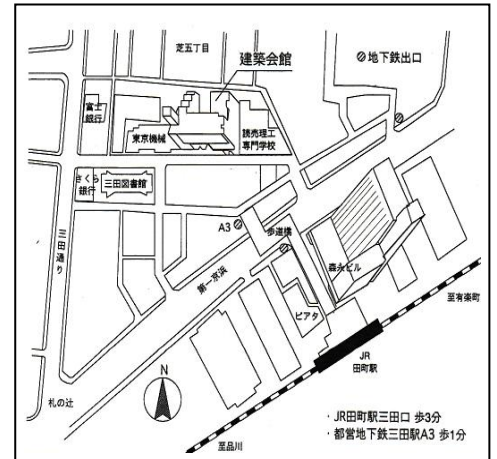 芝五丁目
建築会館
地下鉄出口
富士
銀行
東京機械
読売理工
専門学校
さくら
銀行
三田図書館
三田通り
A3
歩道橋
第一京浜
森永ビル
ピアタ
至有楽町
JR
田町駅
札の辻
N
至品川
・JR田町駅三田口 歩3分
・都営地下鉄三田駅A3 歩1分